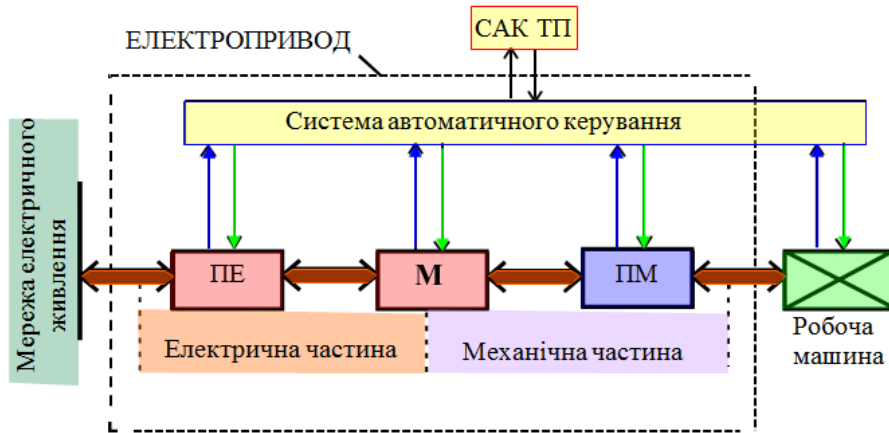 САК ТП
ЕЛЕКТРОПРИВОД
Система автоматичного керування
Мережа електричного
живлення
ПЕ
М
ПМ
Електрична частина
Механічна частина
Робоча
машина